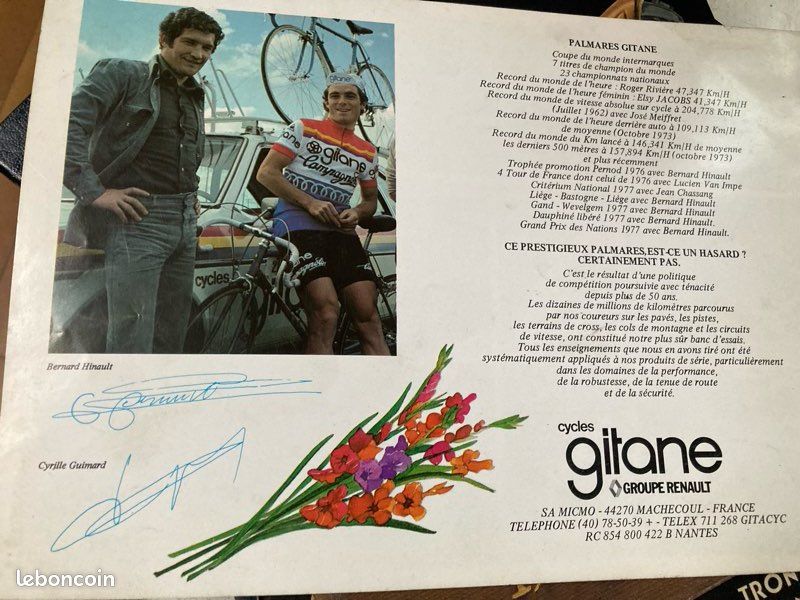 gitane
gitane
Campagnolo
cycles
Bernard Hinault
Cyrille Guimard
PALMARES GITANE
Coupe du monde intermarques
7 titres de champion du monde
23 championnats nationaux
Record du monde de l'heure : Roger Rivière 47,347 Km/H
Record du monde de l'heure féminin : Elsy JACOBS 41,347 Km/H
Record du monde de vitesse absolue sur cycle à 204,778 Km/H
(Juillet 1962) avec José Meiffret
Record du monde de l'heure derrière auto à 109,113 Km/H
de moyenne (Octobre 1973)
Record du monde du Km lancé à 146,341 Km/H de moyenne
les derniers 500 mètres à 157,894 Km/H (octobre 1973)
et plus récemment
Trophée promotion Pernod 1976 avec Bernard Hinault
4 Tour de France dont celui de 1976 avec Lucien Van Impe
Critérium National 1977 avec Jean Chassang
Liège - Bastogne - Liège avec Bernard Hinault
Gand - Wevelgem 1977 avec Bernard Hinault
Dauphiné libéré 1977 avec Bernard Hinault.
Grand Prix des Nations 1977 avec Bernard Hinault.
CE PRESTIGIEUX PALMARES,EST-CE UN HASARD ?
CERTAINEMENT PAS.
C'est le résultat d'une politique
de compétition poursuivie avec ténacité
depuis plus de 50 ans.
Les dizaines de millions de kilomètres parcourus
par nos coureurs sur les pavés, les pistes,
les terrains de cross, les cols de montagne et les circuits
de vitesse, ont constitué notre plus sûr banc d'essais.
Tous les enseignements que nous en avons tiré ont été
systématiquement appliqués à nos produits de série, particulièrement
dans les domaines de la performance,
de la robustesse, de la tenue de route
et de la sécurité.
cycles
gitane
GROUPE RENAULT
SA MICMO - 44270 MACHECOUL - FRANCE
TELEPHONE (40) 78-50-39 + - TELEX 711 268 GITACYC
RC 854 800 422 B NANTES
leboncoin
TRON